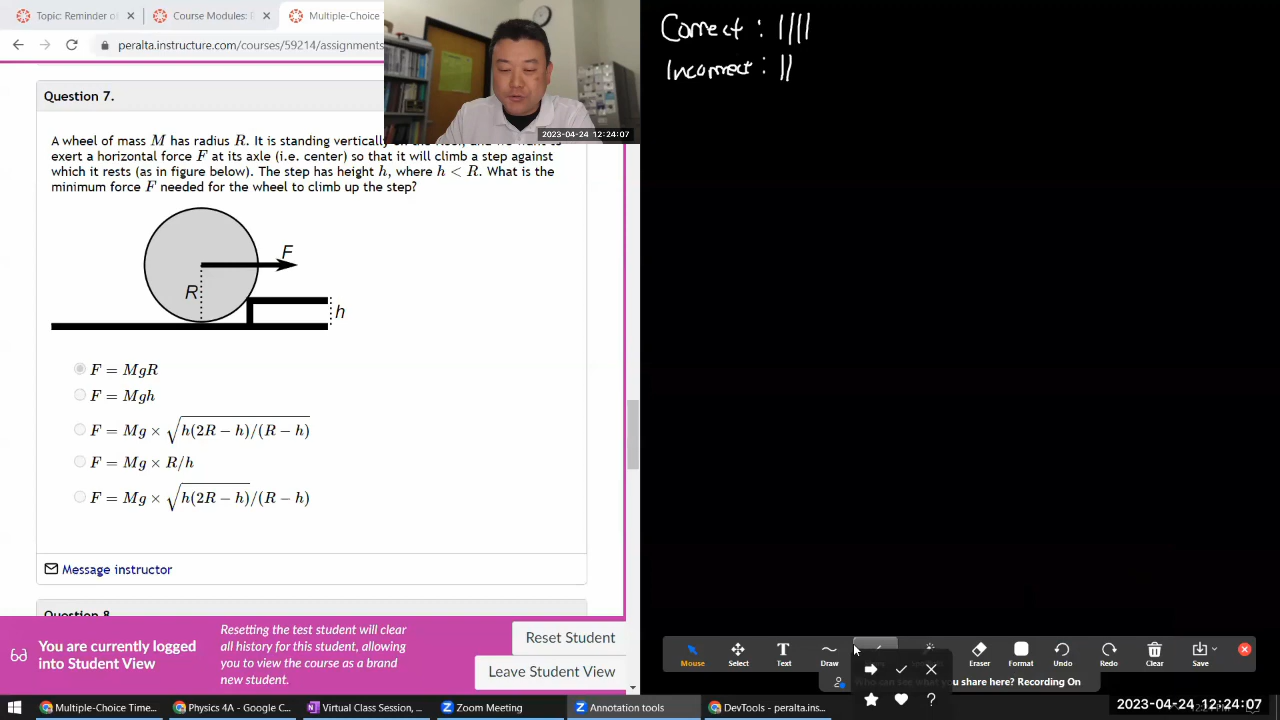 Topic: Reminder of
Course Modules: R
Multiple-Choice
peralta.instructure.com/courses/59214/assignments
Correct : ||||
Incorrect : ||
2023-04-24 12:24:07
Question 7.
A wheel of mass M has radius R. It is standing vertically
exert a horizontal force F at its axle (i.e. center) so that it will climb a step against
which it rests (as in figure below). The step has height h, where h < R. What is the
minimum force F needed for the wheel to climb up the step?
F
R
h
F = MgR
F = Mgh
F = Mg × √h(2R − h)/(R − h)
F = Mg × R/h
F = Mg × √h(2R − h)/(R − h)
Message instructor
Question 8
You are currently logged
into Student View
Resetting the test student will clear
all history for this student, allowing
you to view the course as a brand
new student.
Reset Student
Leave Student View
Mouse
Select
Text
Draw
Eraser
Format
Undo
Redo
Clear
Save
you share here? Recording On
Multiple-Choice Time...
Physics 4A - Google C...
Virtual Class Session, ...
Zoom Meeting
Annotation tools
DevTools - peralta.ins...
2023-04-24 12:24:07